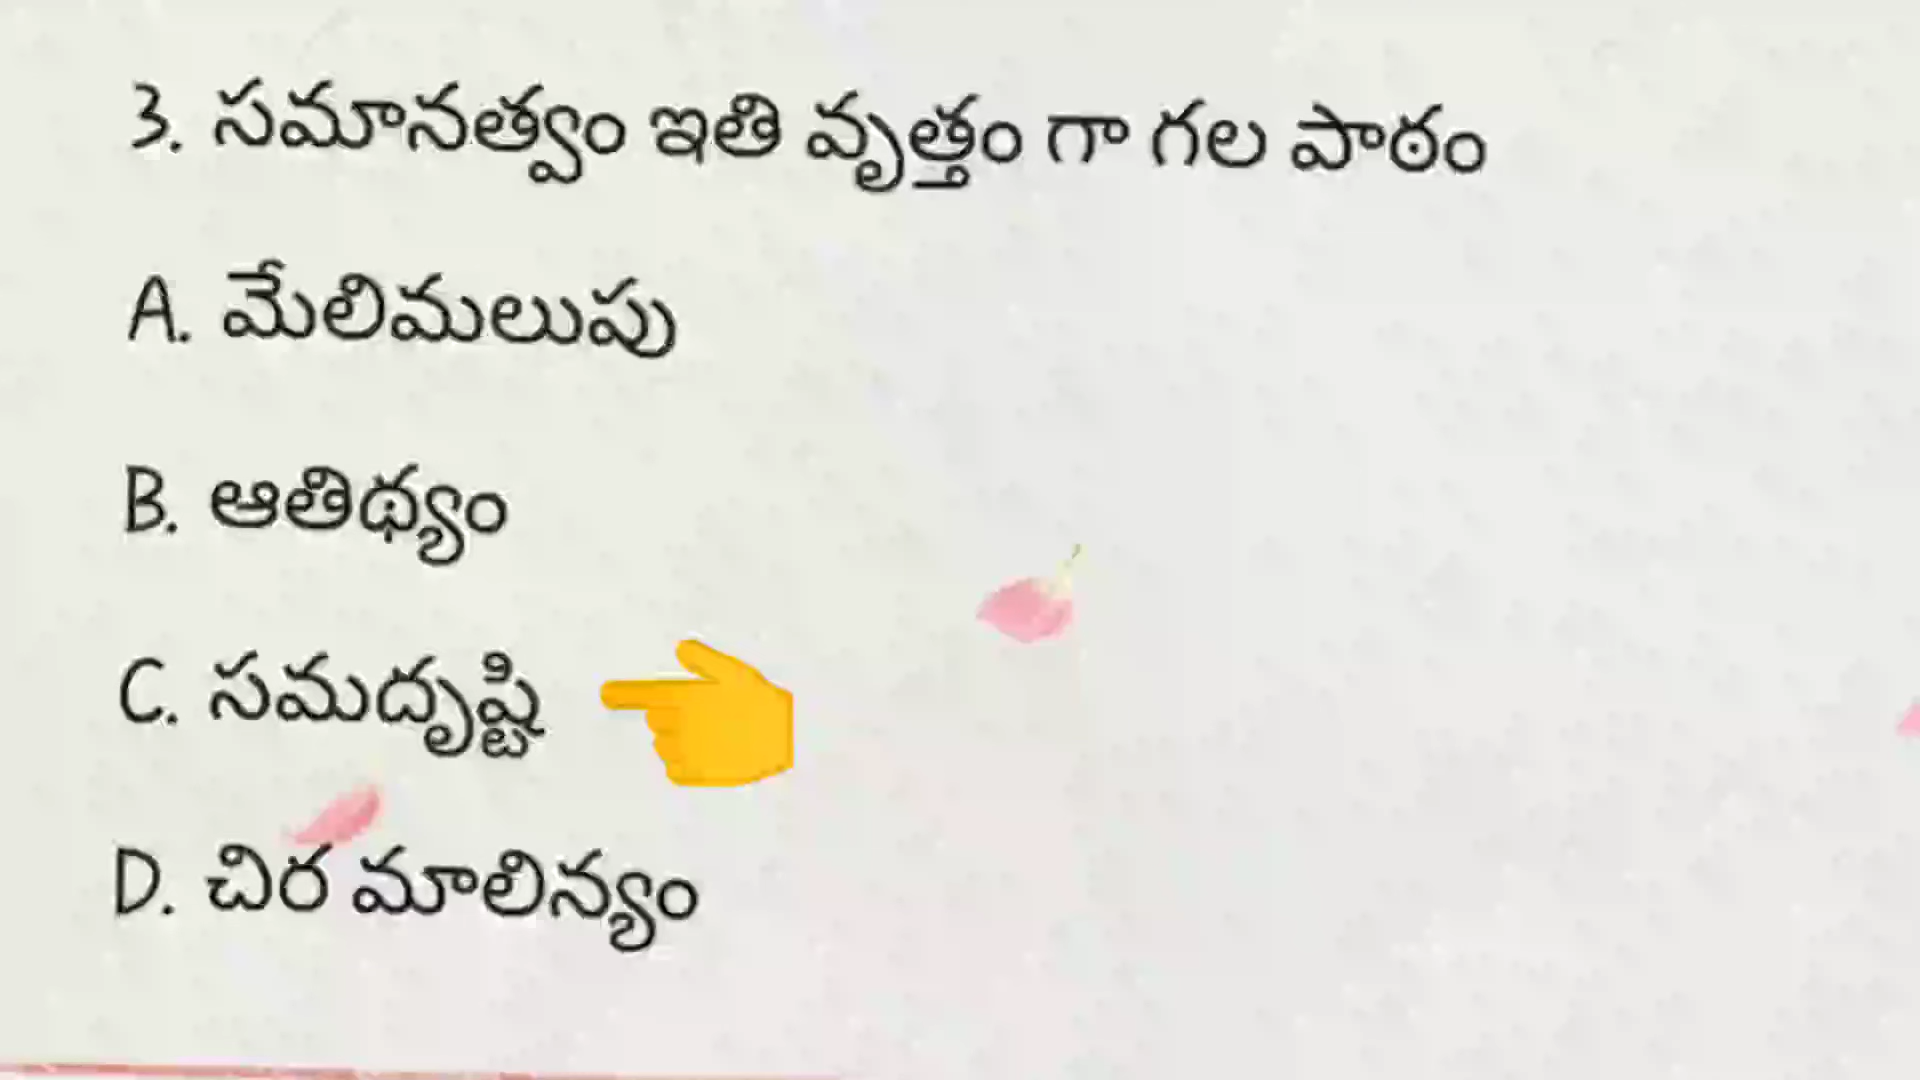 3. సమానత్వం ఇతి వృత్తం గా గల పాఠం
A. మేలిమలుపు
B. ఆతిథ్యం
C. సమదృష్టి
D. చిర మాలిన్యం